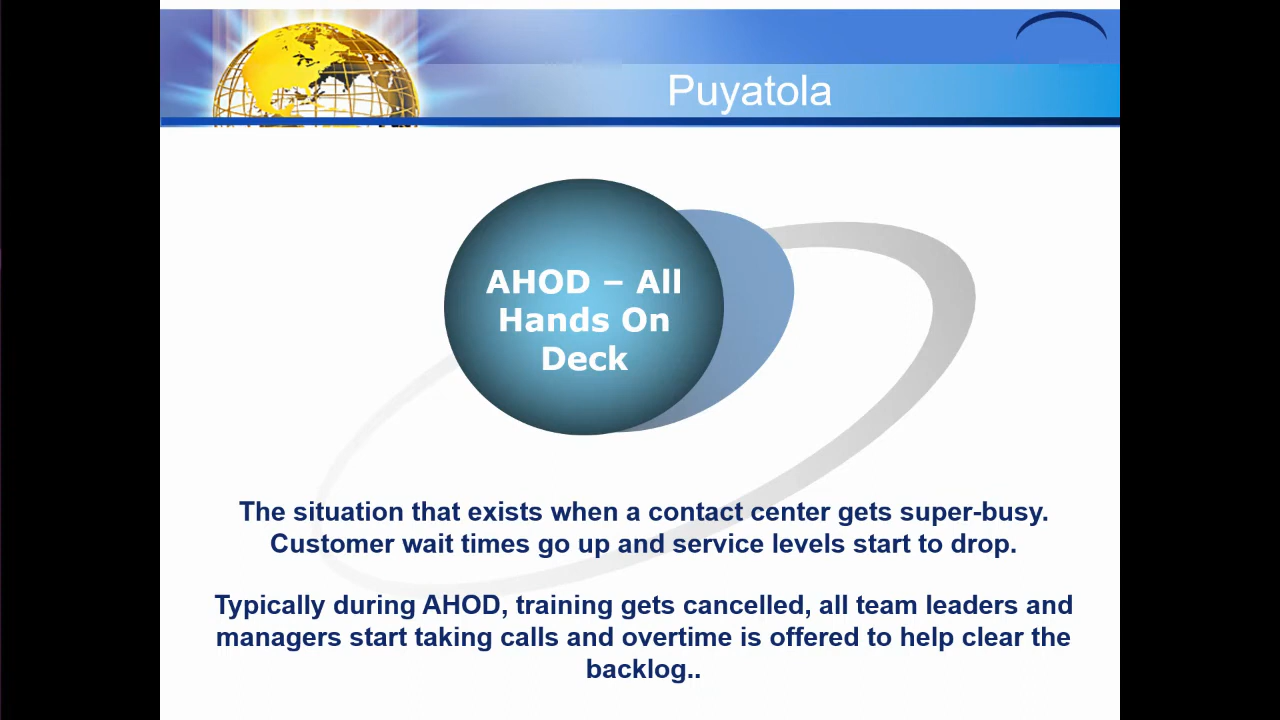 Puyatola
AHOD – All
Hands On
Deck
The situation that exists when a contact center gets super-busy.
Customer wait times go up and service levels start to drop.
Typically during AHOD, training gets cancelled, all team leaders and
managers start taking calls and overtime is offered to help clear the
backlog..